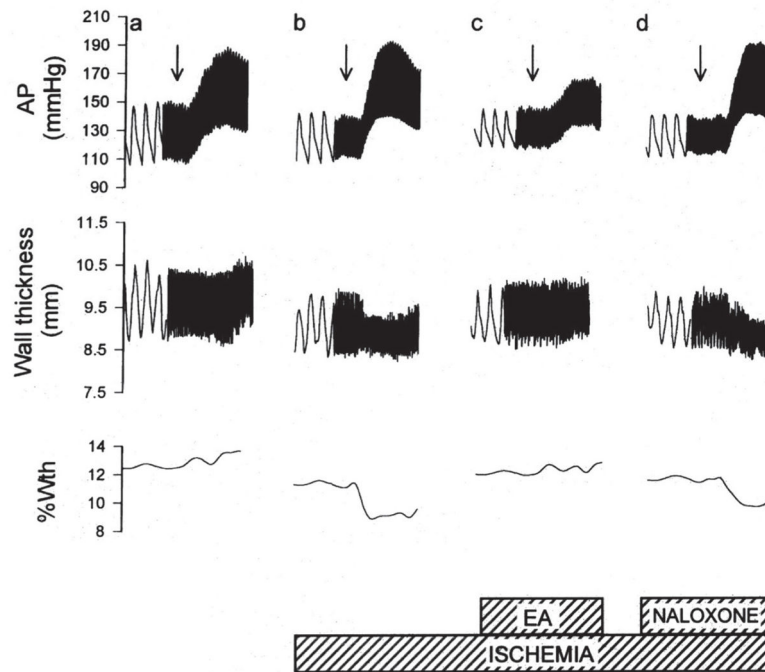 a b c d
210
190
170
150
130
110
90
AP
(mmHg)
11.5
10.5
9.5
8.5
7.5
Wall thickness
(mm)
14
12
10
8
%Wth
EA
NALOXONE
ISCHEMIA